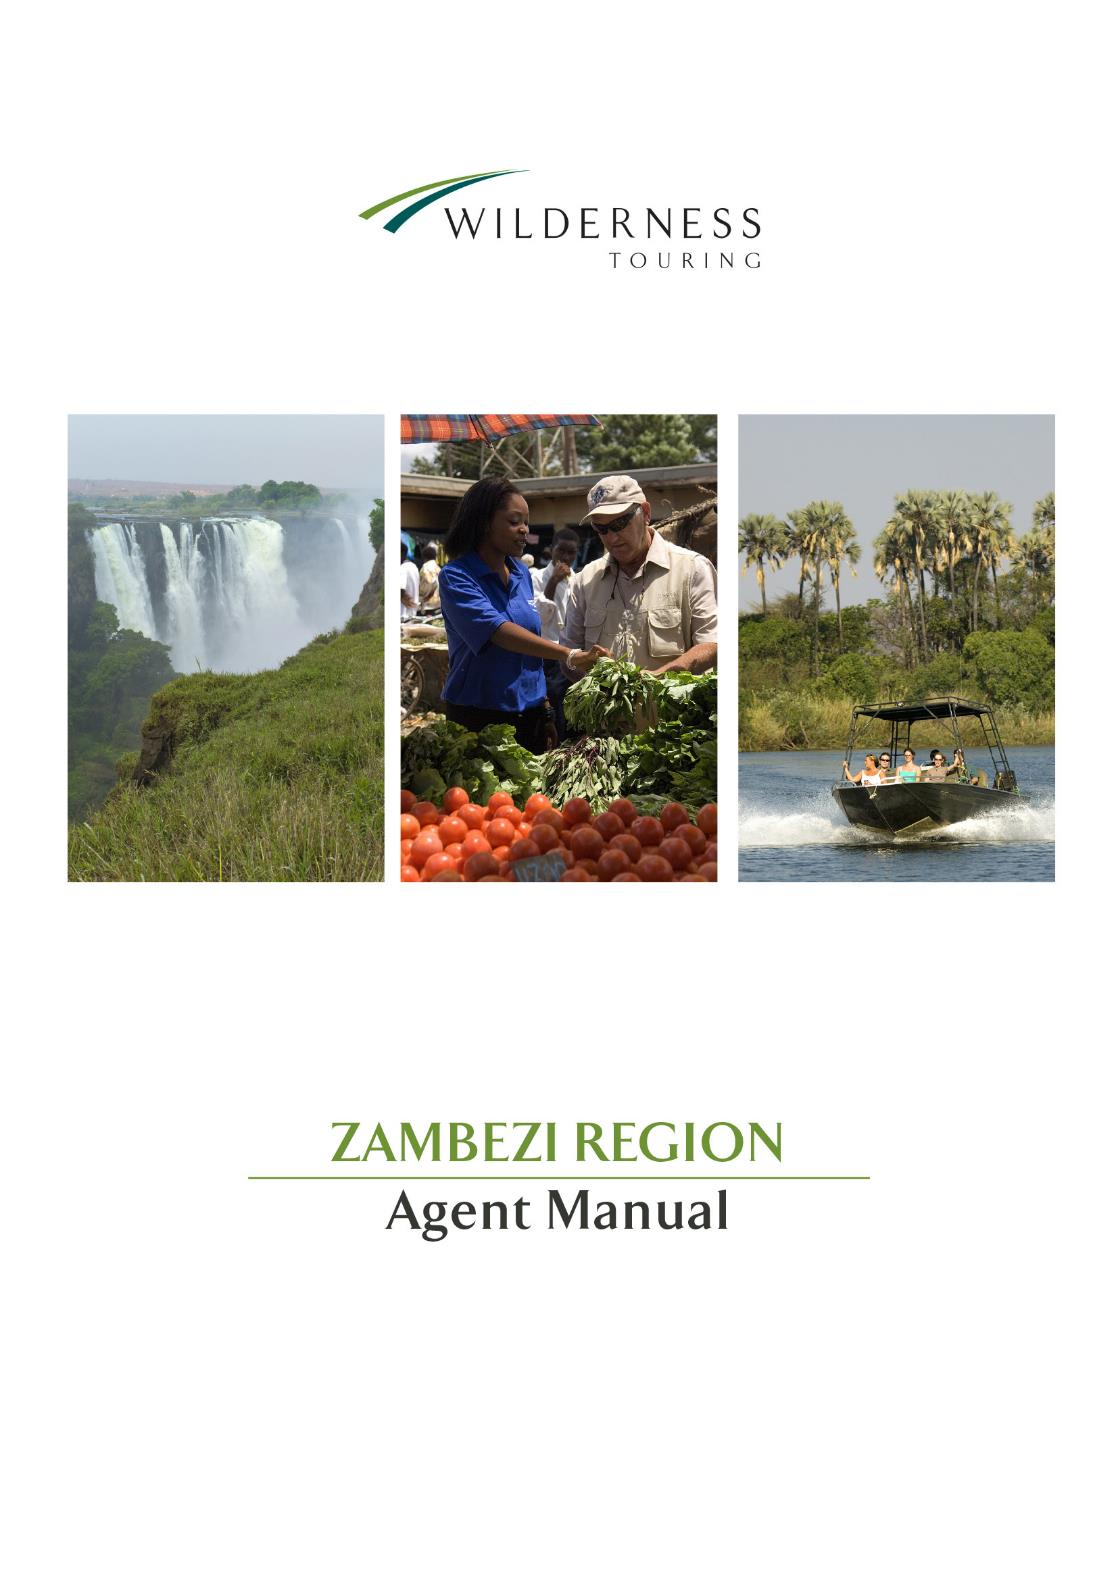 WILDERNESS
TOURING
ZAMBEZI REGION
Agent Manual